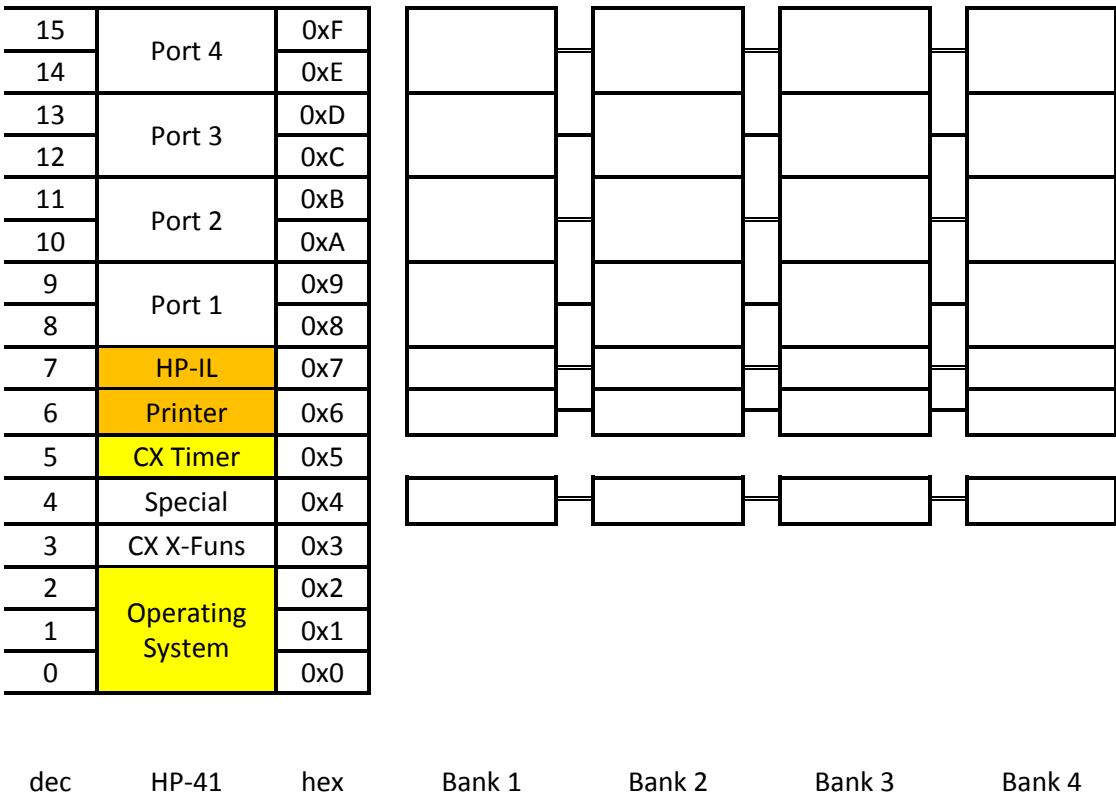 15 Port 4 0xF
14 0xE
13 Port 3 0xD
12 0xC
11 Port 2 0xB
10 0xA
9 Port 1 0x9
8 0x8
7 HP-IL 0x7
6 Printer 0x6
5 CX Timer 0x5
4 Special 0x4
3 CX X-Funs 0x3
2 Operating 0x2
1 System 0x1
0 0x0
dec HP-41 hex Bank 1 Bank 2 Bank 3 Bank 4